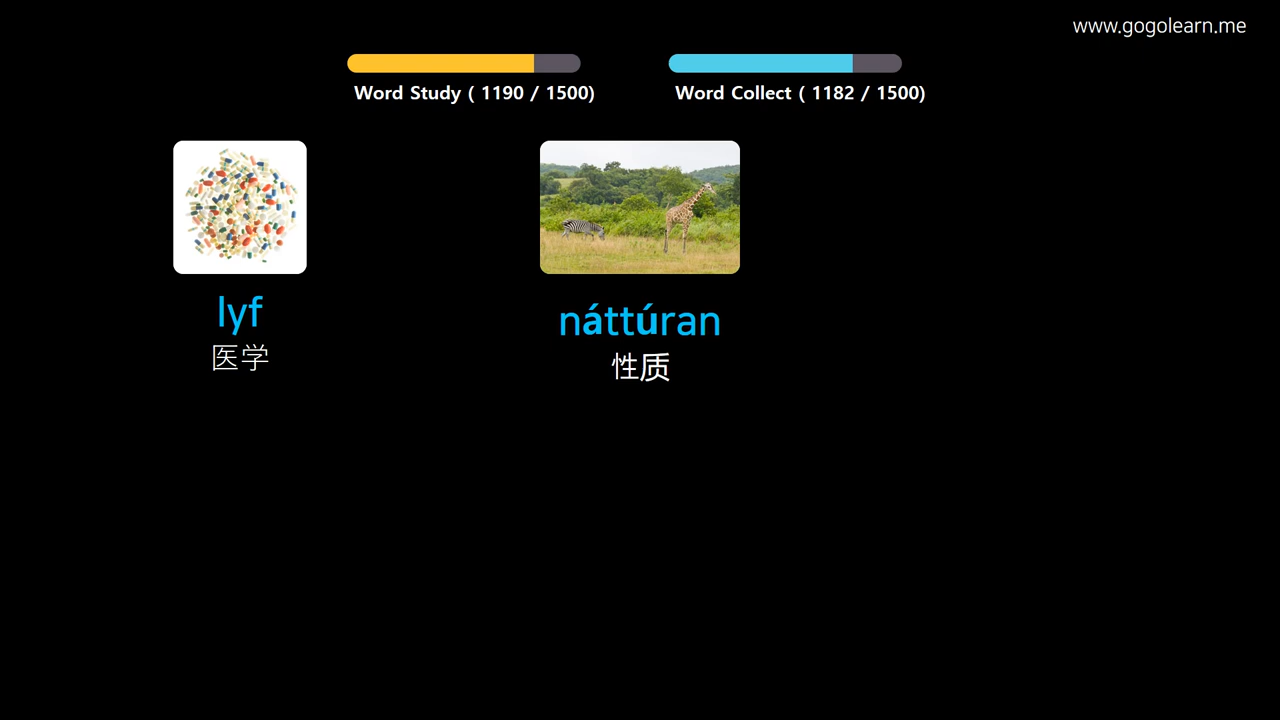 www.gogolearn.me
Word Study ( 1190 / 1500)
Word Collect ( 1182 / 1500)
lyf
医学
náttúran
性质